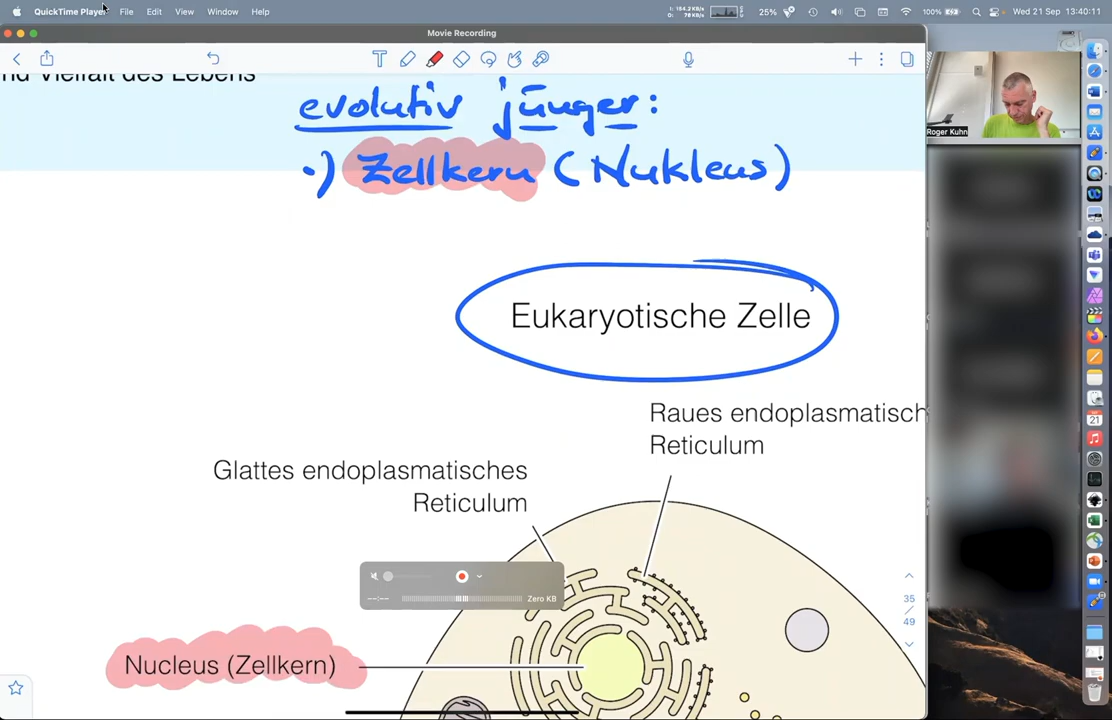 QuickTime Player File Edit View Window Help 25% 100% Wed 21 Sep 13:40:11
Movie Recording
nd Vielfalt des Lebens
evolutiv jünger:
•) Zellkern (Nukleus)
Roger Kuhn
Eukaryotische Zelle
Raues endoplasmatisch
Reticulum
Glattes endoplasmatisches
Reticulum
--:-- Zero KB
35
/
49
Nucleus (Zellkern)